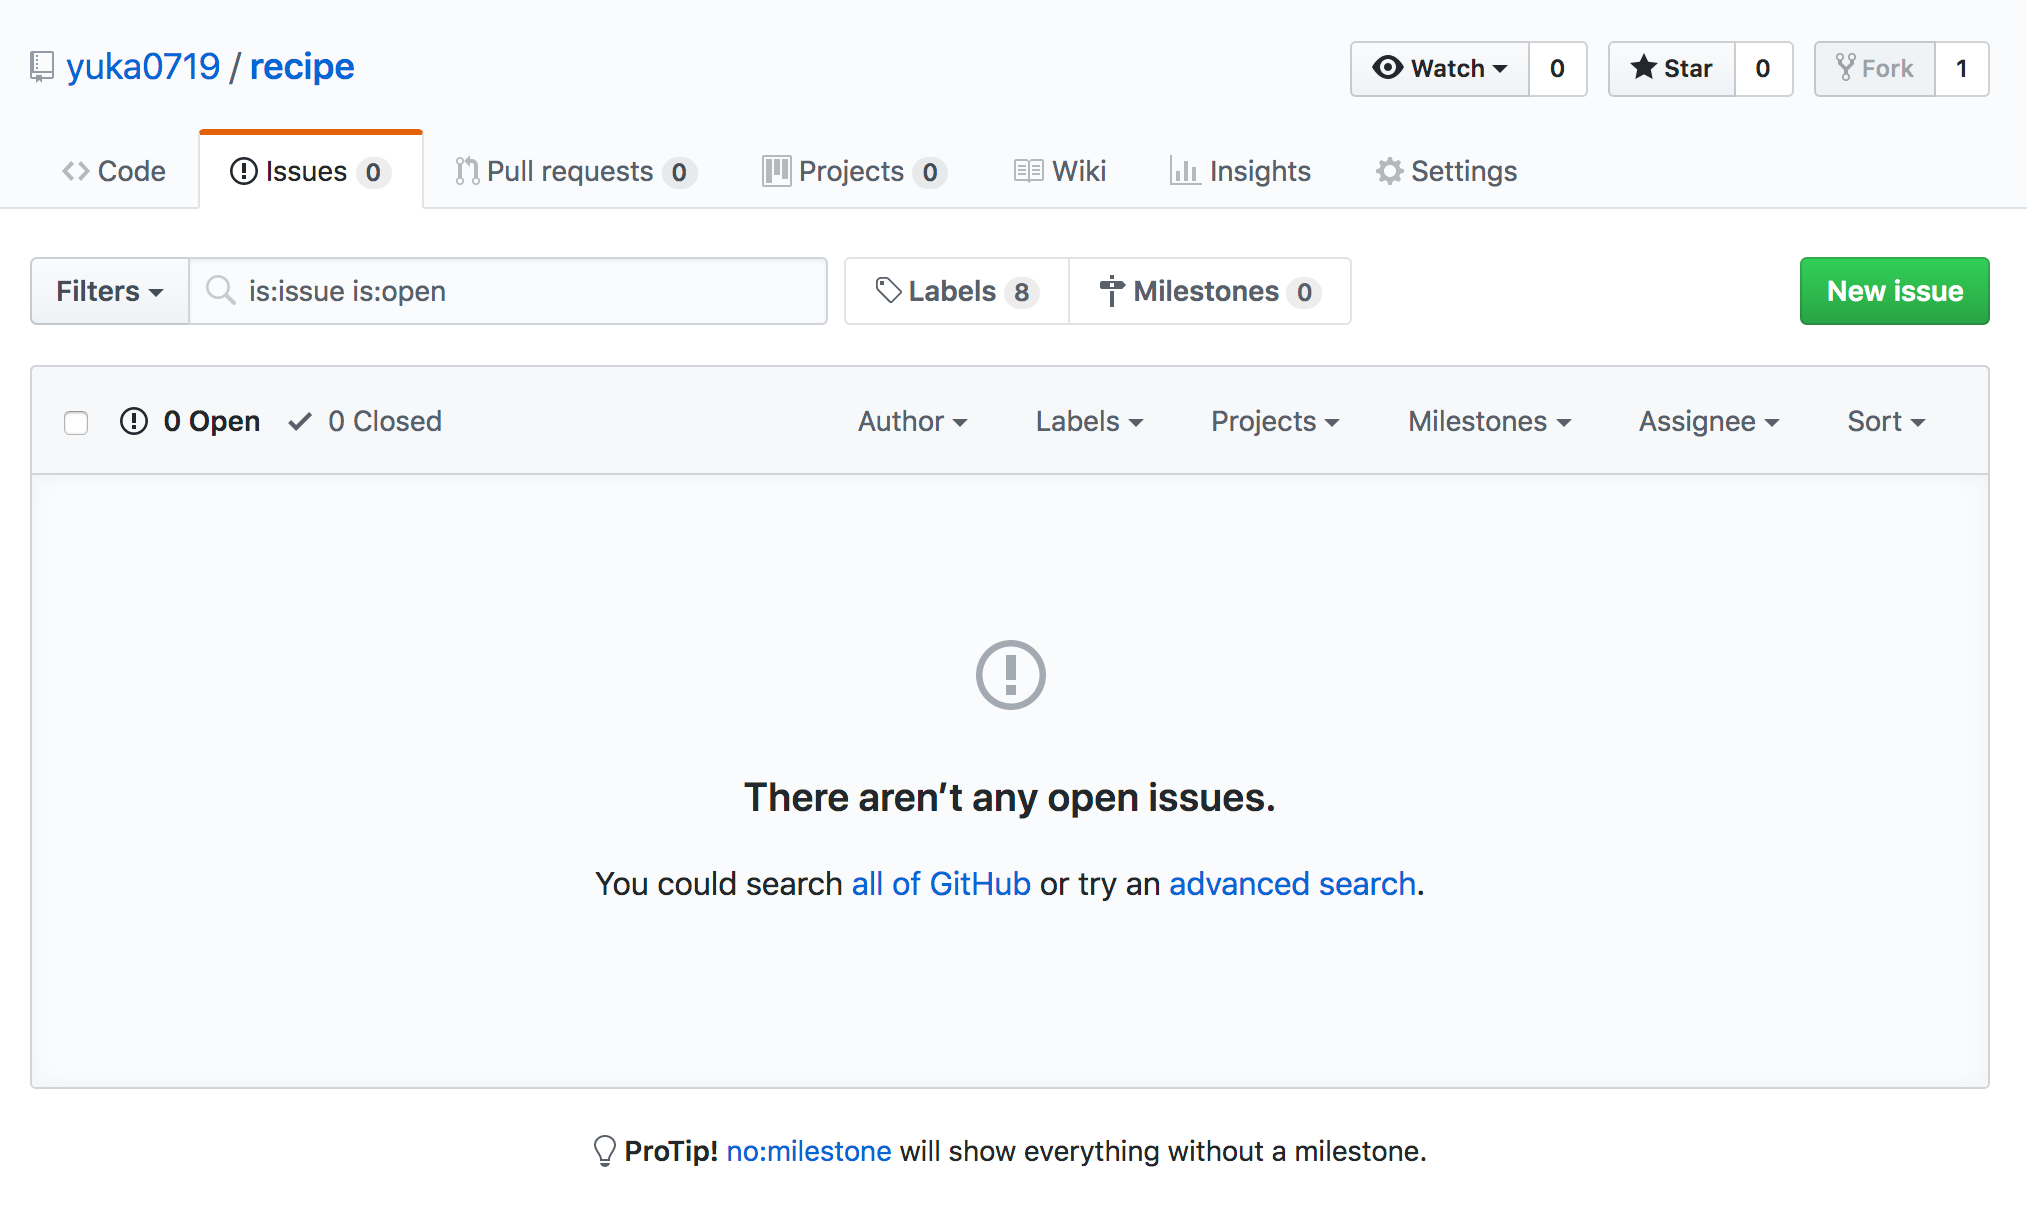 yuka0719 / recipe
Watch 0 Star 0 Fork 1
Code Issues 0 Pull requests 0 Projects 0 Wiki Insights Settings
Filters is:issue is:open Labels 8 Milestones 0 New issue
0 Open 0 Closed Author Labels Projects Milestones Assignee Sort
There aren’t any open issues.
You could search all of GitHub or try an advanced search.
ProTip! no:milestone will show everything without a milestone.